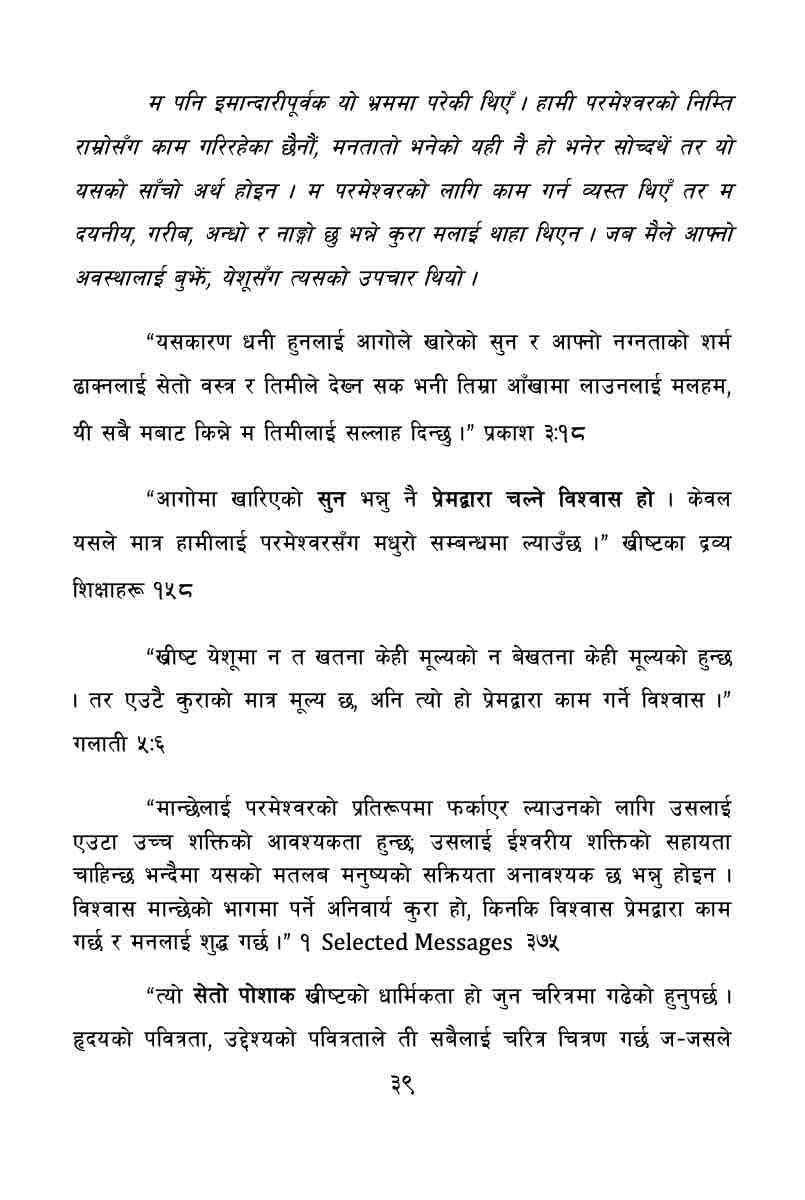 म पनि इमान्दारीपूर्वक यो भ्रममा परेकी थिएँ । हामी परमेश्वरको निम्ति
राम्रोसँग काम गरिरहेका छैनौं, मनतातो भनेको यही नै हो भनेर सोच्दथें तर यो
यसको साँचो अर्थ होइन । म परमेश्वरको लागि काम गर्न व्यस्त थिएँ तर म
दयनीय, गरीब, अन्धो र नाङ्गो छु भन्ने कुरा मलाई थाहा थिएन । जब मैले आफ्नो
अवस्थालाई बुझें, येशूसँग त्यसको उपचार थियो ।
“यसकारण धनी हुनलाई आगोले खारेको सुन र आफ्नो नग्नताको शर्म
ढाक्नलाई सेतो वस्त्र र तिमीले देख्न सक भनी तिम्रा आँखामा लाउनलाई मलहम,
यी सबै मबाट किन्ने म तिमीलाई सल्लाह दिन्छु ।” प्रकाश ३:१८
“आगोमा खारिएको सुन भन्नु नै प्रेमद्वारा चल्ने विश्वास हो । केवल
यसले मात्र हामीलाई परमेश्वरसँग मधुरो सम्बन्धमा ल्याउँछ ।” ख्रीष्टका द्रव्य
शिक्षाहरू १५८
“ख्रीष्ट येशूमा न त खतना केही मूल्यको न बेखतना केही मूल्यको हुन्छ
। तर एउटै कुराको मात्र मूल्य छ, अनि त्यो हो प्रेमद्वारा काम गर्ने विश्वास ।”
गलाती ५:६
“मान्छेलाई परमेश्वरको प्रतिरूपमा फर्काएर ल्याउनको लागि उसलाई
एउटा उच्च शक्तिको आवश्यकता हुन्छ; उसलाई ईश्वरीय शक्तिको सहायता
चाहिन्छ भन्दैमा यसको मतलब मनुष्यको सक्रियता अनावश्यक छ भन्नु होइन ।
विश्वास मान्छेको भागमा पर्ने अनिवार्य कुरा हो, किनकि विश्वास प्रेमद्वारा काम
गर्छ र मनलाई शुद्ध गर्छ ।” १ Selected Messages ३७५
“त्यो सेतो पोशाक ख्रीष्टको धार्मिकता हो जुन चरित्रमा गढेको हुनुपर्छ ।
हृदयको पवित्रता, उद्देश्यको पवित्रताले ती सबैलाई चरित्र चित्रण गर्छ ज-जसले
३९